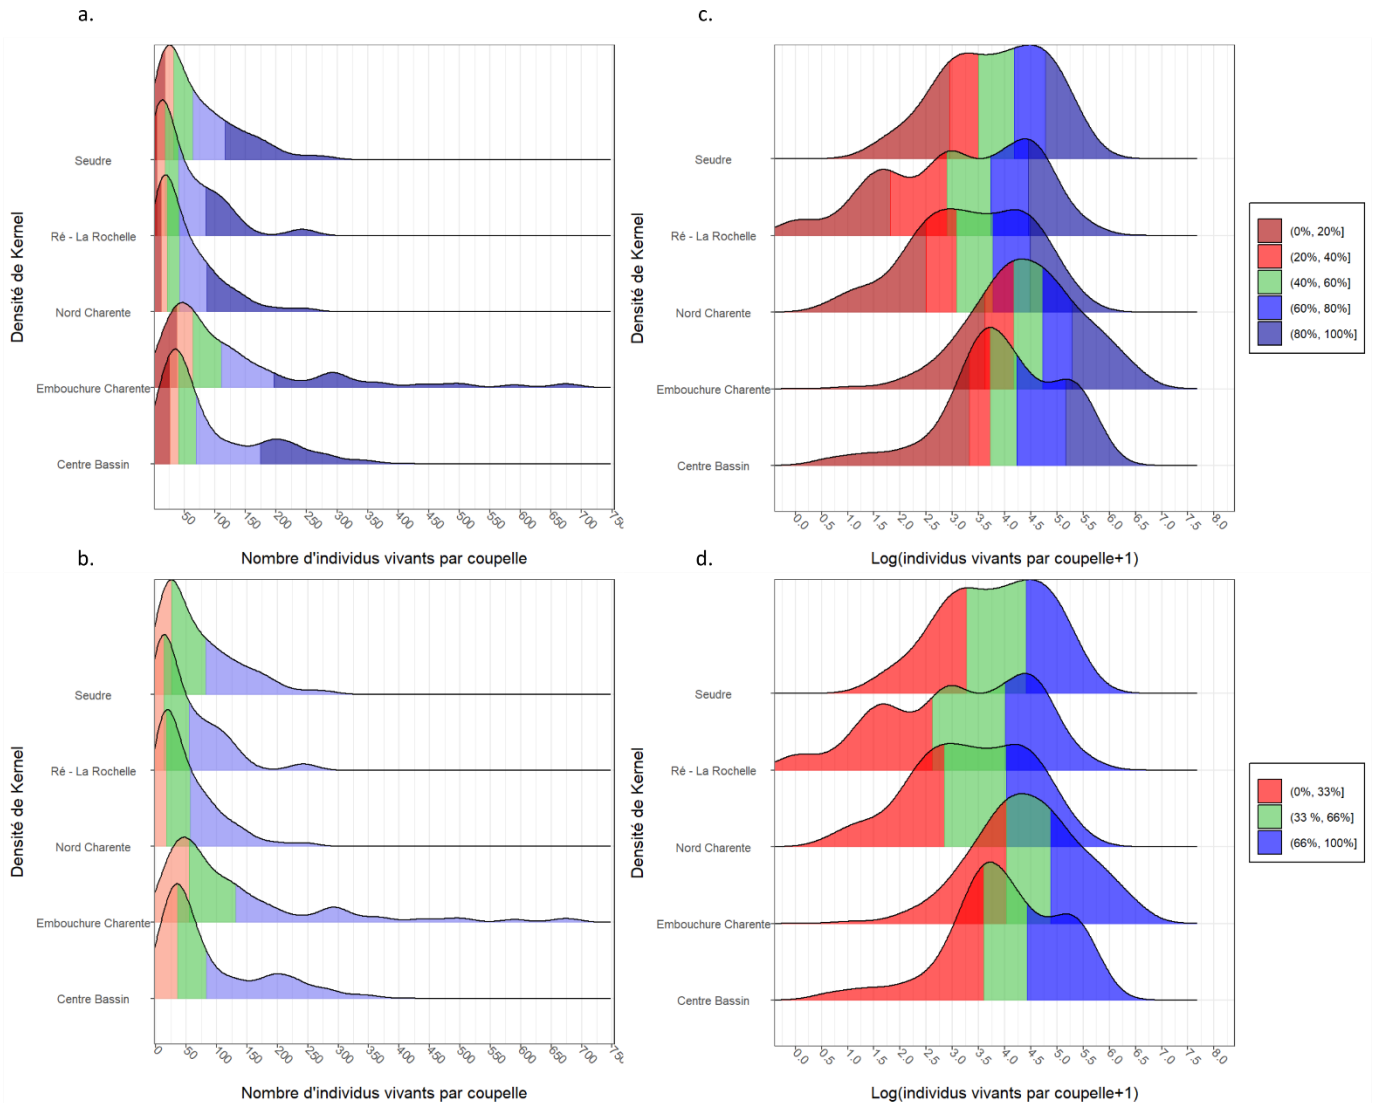 a.
Densité de Kernel
Seudre
Ré - La Rochelle
Nord Charente
Embouchure Charente
Centre Bassin
50 100 150 200 250 300 350 400 450 500 550 600 650 700
Nombre d'individus vivants par coupelle
c.
Densité de Kernel
Seudre
Ré - La Rochelle
Nord Charente
Embouchure Charente
Centre Bassin
0.0 0.5 1.0 1.5 2.0 2.5 3.0 3.5 4.0 4.5 5.0 5.5 6.0 6.5 7.0 7.5 8.0
Log(individus vivants par coupelle+1)
(0%, 20%]
(20%, 40%]
(40%, 60%]
(60%, 80%]
(80%, 100%]
b.
Densité de Kernel
Seudre
Ré - La Rochelle
Nord Charente
Embouchure Charente
Centre Bassin
0 50 100 150 200 250 300 350 400 450 500 550 600 650 700
Nombre d'individus vivants par coupelle
d.
Densité de Kernel
Seudre
Ré - La Rochelle
Nord Charente
Embouchure Charente
Centre Bassin
0.0 0.5 1.0 1.5 2.0 2.5 3.0 3.5 4.0 4.5 5.0 5.5 6.0 6.5 7.0 7.5 8.0
Log(individus vivants par coupelle+1)
(0%, 33%]
(33 %, 66%]
(66%, 100%]